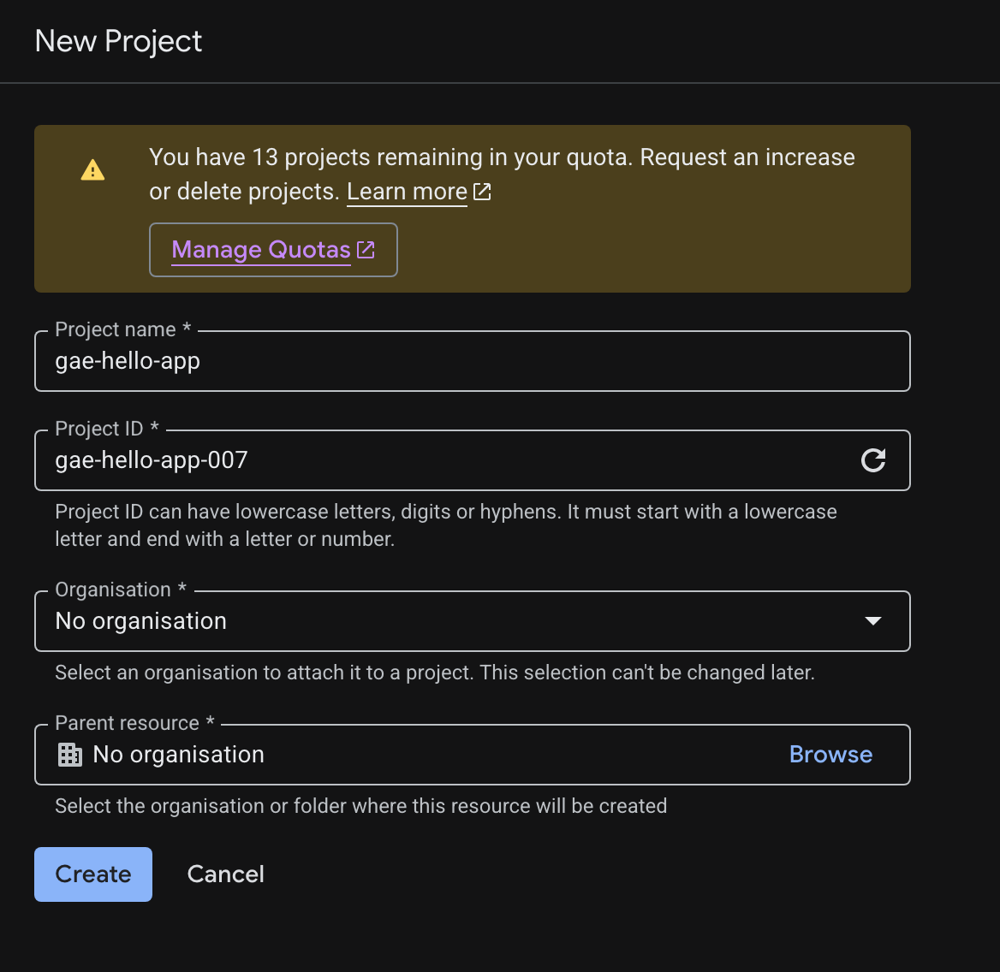 New Project
You have 13 projects remaining in your quota. Request an increase
or delete projects. Learn more
Manage Quotas
Project name *
gae-hello-app
Project ID *
gae-hello-app-007
Project ID can have lowercase letters, digits or hyphens. It must start with a lowercase
letter and end with a letter or number.
Organisation *
No organisation
Select an organisation to attach it to a project. This selection can't be changed later.
Parent resource *
No organisation Browse
Select the organisation or folder where this resource will be created
Create Cancel